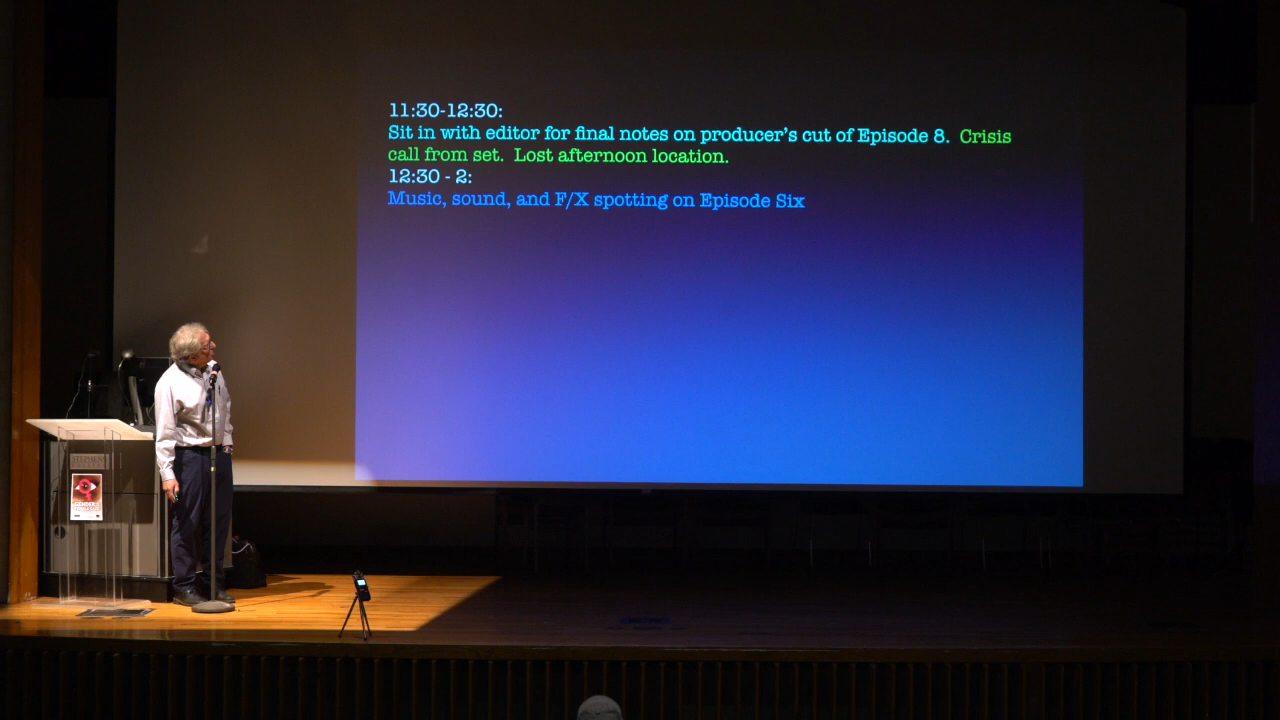 11:30-12:30:
Sit in with editor for final notes on producer's cut of Episode 8.  Crisis
call from set.  Lost afternoon location.
12:30 - 2:
Music, sound, and F/X spotting on Episode Six
STEPHENS